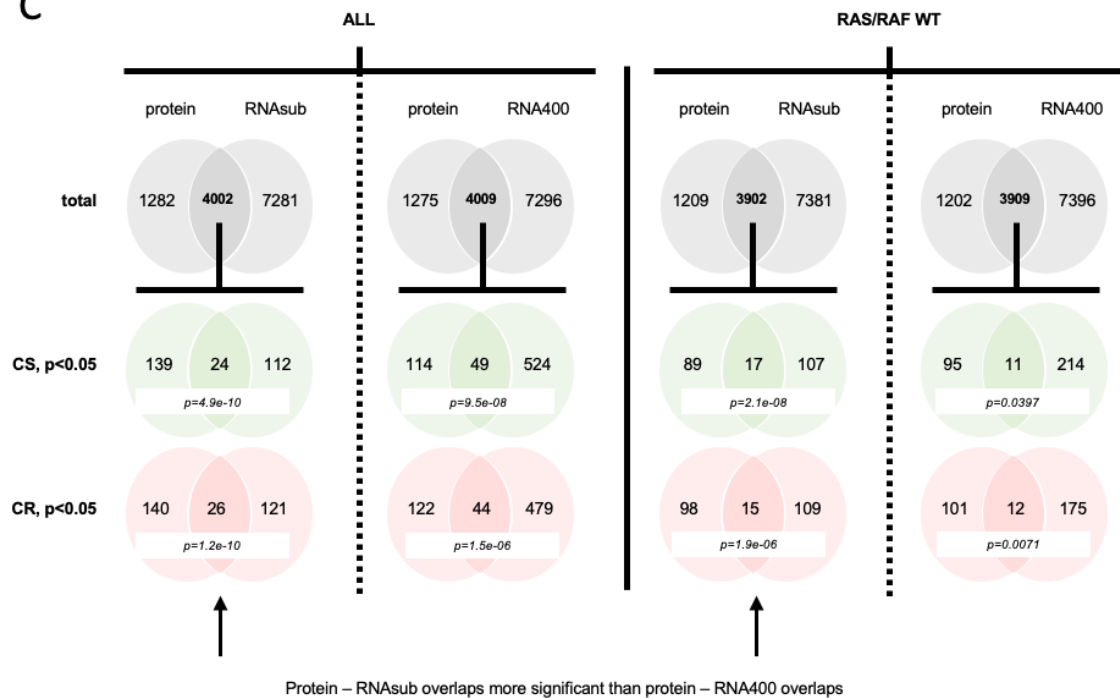 C
ALL RAS/RAF WT
protein RNAsub protein RNA400 protein RNAsub protein RNA400
total 1282 4002 7281 1275 4009 7296 1209 3902 7381 1202 3909 7396
CS, p<0.05 139 24 112 114 49 524 89 17 107 95 11 214
p=4.9e-10 p=9.5e-08 p=2.1e-08 p=0.0397
CR, p<0.05 140 26 121 122 44 479 98 15 109 101 12 175
p=1.2e-10 p=1.5e-06 p=1.9e-06 p=0.0071
Protein – RNAsub overlaps more significant than protein – RNA400 overlaps